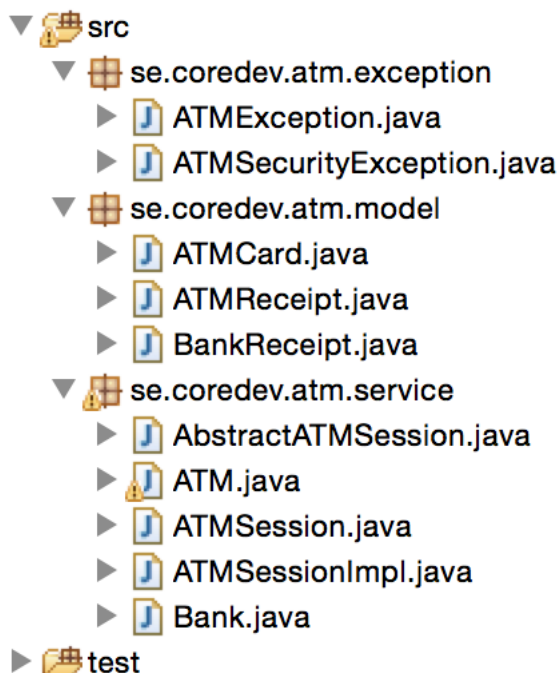 src
se.coredev.atm.exception
ATMException.java
ATMSecurityException.java
se.coredev.atm.model
ATMCard.java
ATMReceipt.java
BankReceipt.java
se.coredev.atm.service
AbstractATMSession.java
ATM.java
ATMSession.java
ATMSessionImpl.java
Bank.java
test